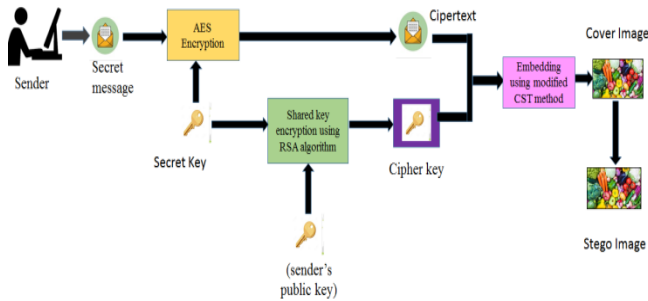 Sender
Secret
message
AES
Encryption
Cipertext
Secret Key
Shared key
encryption using
RSA algorithm
Cipher key
(sender's
public key)
Embedding
using modified
CST method
Cover Image
Stego Image